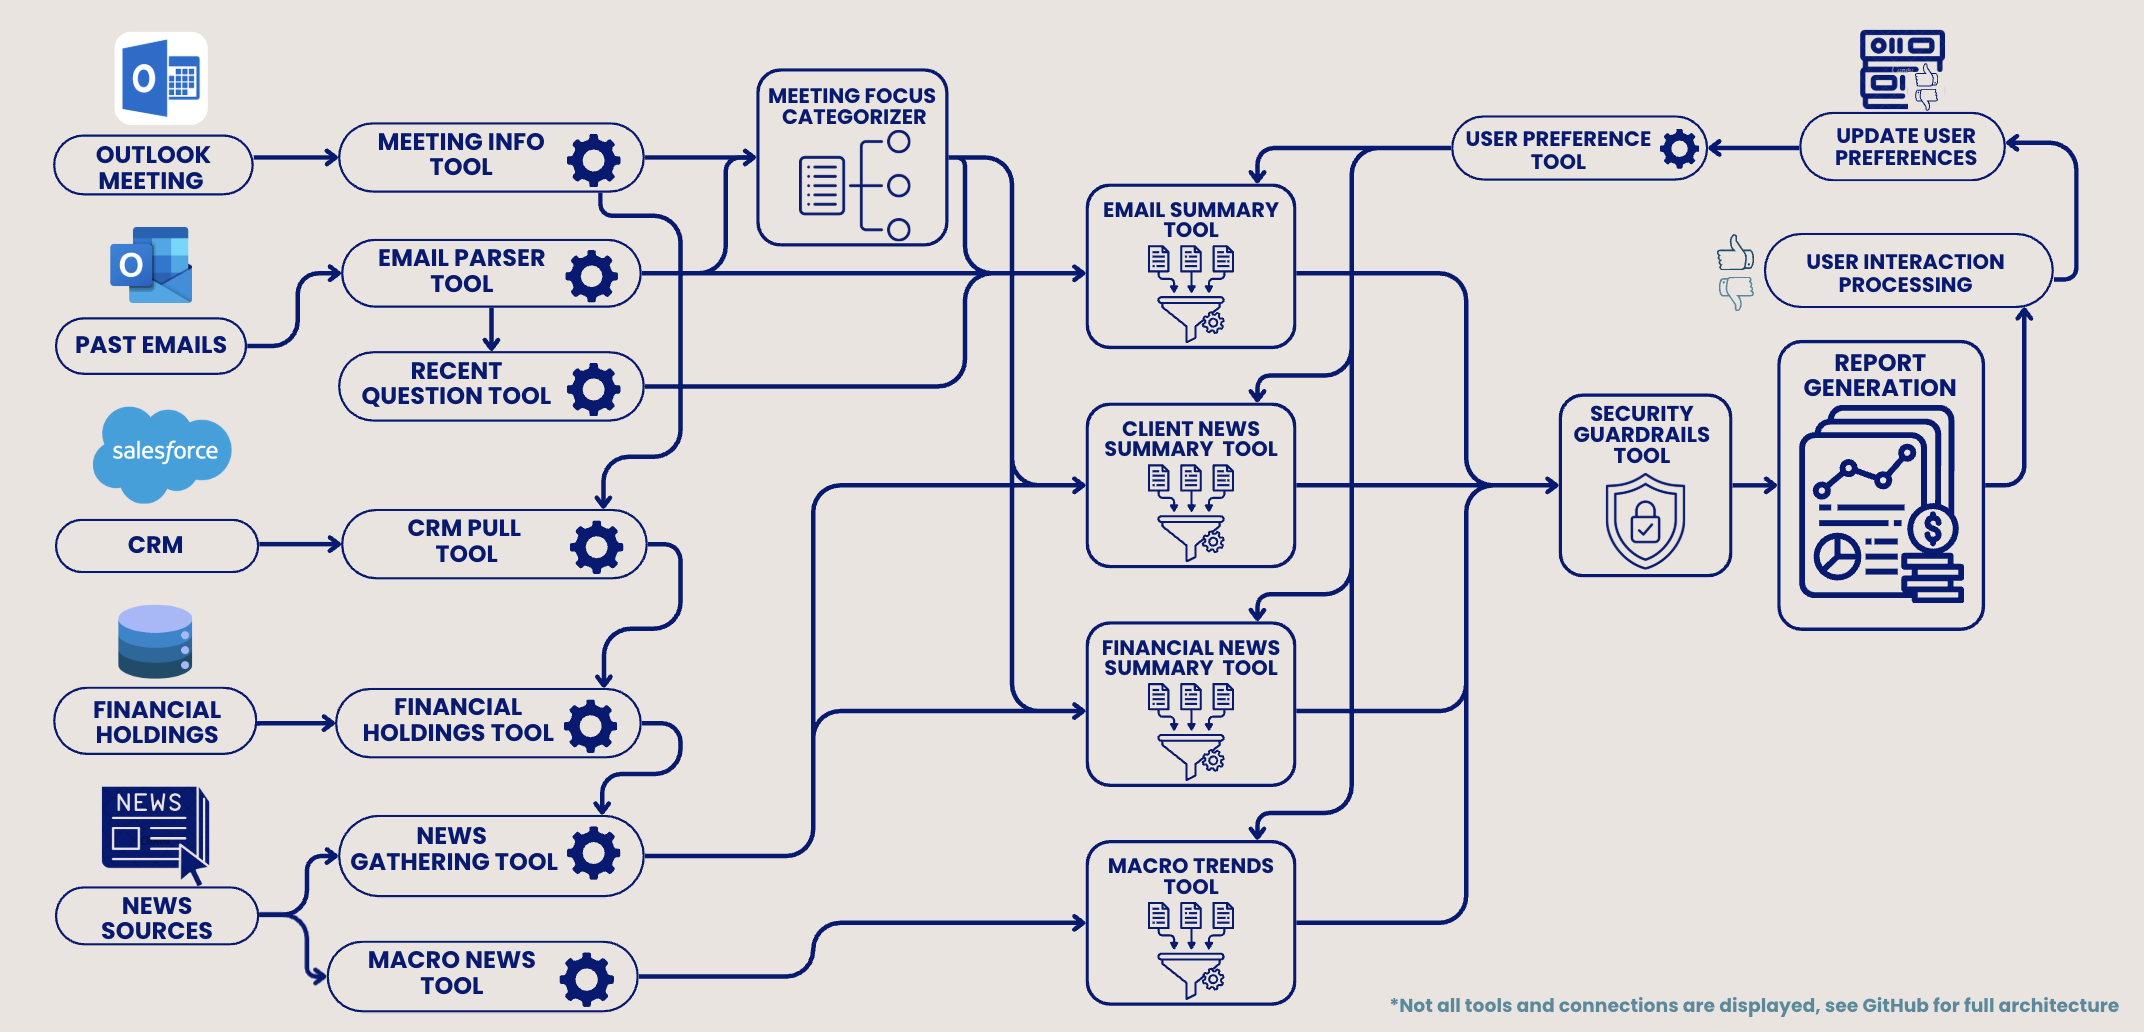 OUTLOOK
MEETING
PAST EMAILS
salesforce
CRM
FINANCIAL
HOLDINGS
NEWS
NEWS
SOURCES
MEETING INFO
TOOL
EMAIL PARSER
TOOL
RECENT
QUESTION TOOL
CRM PULL
TOOL
FINANCIAL
HOLDINGS TOOL
NEWS
GATHERING TOOL
MACRO NEWS
TOOL
MEETING FOCUS
CATEGORIZER
EMAIL SUMMARY
TOOL
CLIENT NEWS
SUMMARY TOOL
FINANCIAL NEWS
SUMMARY TOOL
MACRO TRENDS
TOOL
USER PREFERENCE
TOOL
UPDATE USER
PREFERENCES
USER INTERACTION
PROCESSING
SECURITY
GUARDRAILS
TOOL
REPORT
GENERATION
$
*Not all tools and connections are displayed, see GitHub for full architecture